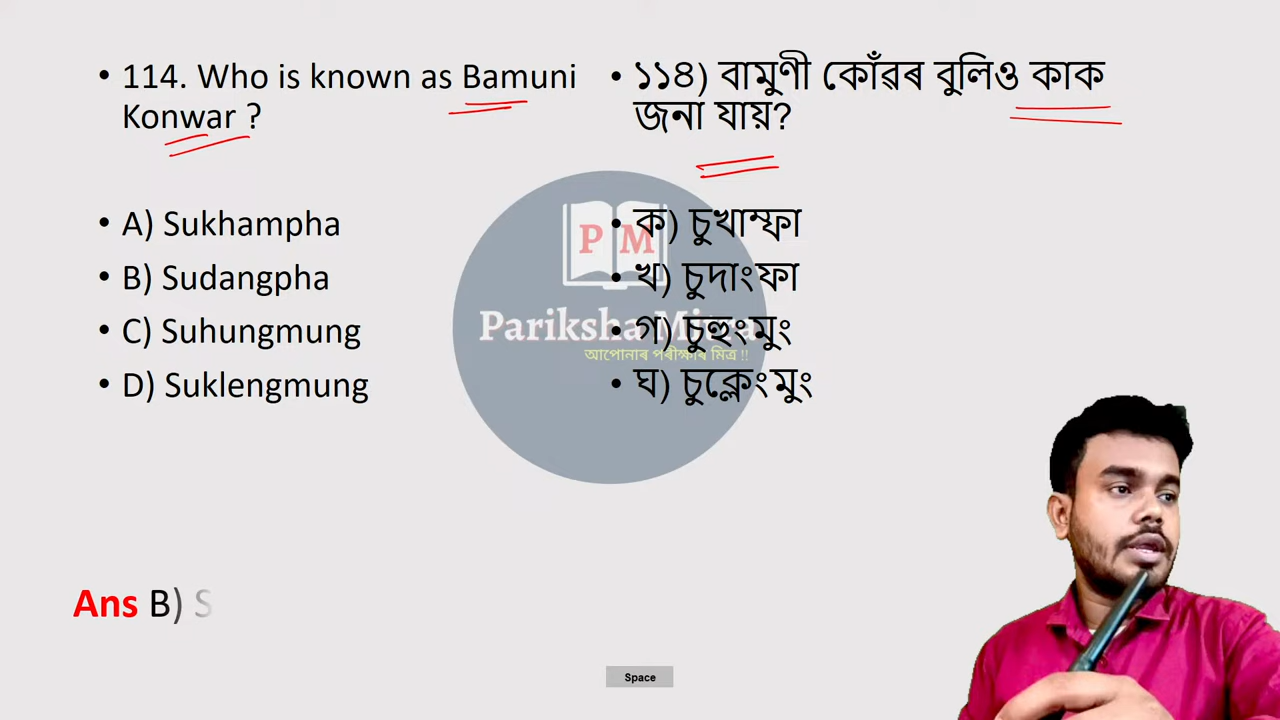 • 114. Who is known as Bamuni
Konwar ?
• A) Sukhampha
• B) Sudangpha
• C) Suhungmung
• D) Suklengmung
• ১১৪) বামুণী কোঁৱৰ বুলিও কাক
জনা যায়?
• ক) চুখাম্ফা
• খ) চুদাংফা
• গ) চুহুংমুং
• ঘ) চুক্লেংমুং
P M
Pariksha Mitra
আপোনাৰ পৰীক্ষাৰ মিত্ৰ !!
Ans B) S
Space